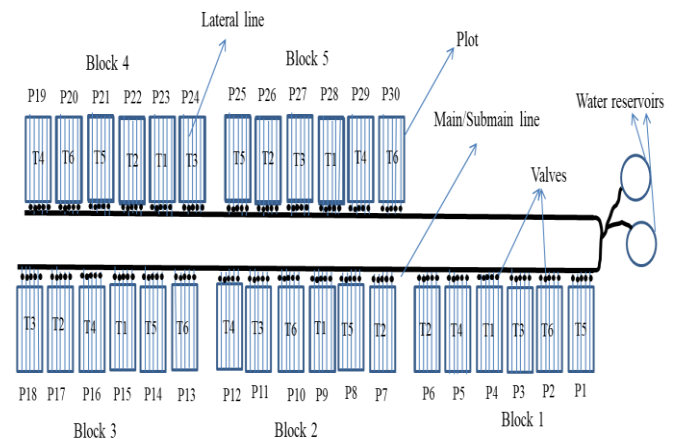 Lateral line
Plot
Block 4
Block 5
P19 P20 P21 P22 P23 P24
P25 P26 P27 P28 P29 P30
Water reservoirs
Main/Submain line
T4 T6 T5 T2 T1 T3
T5 T2 T3 T1 T4 T6
Valves
T3 T2 T4 T1 T5 T6
T4 T3 T6 T1 T5 T2
T2 T4 T1 T3 T6 T5
P18 P17 P16 P15 P14 P13
P12 P11 P10 P9 P8 P7
P6 P5 P4 P3 P2 P1
Block 3
Block 2
Block 1